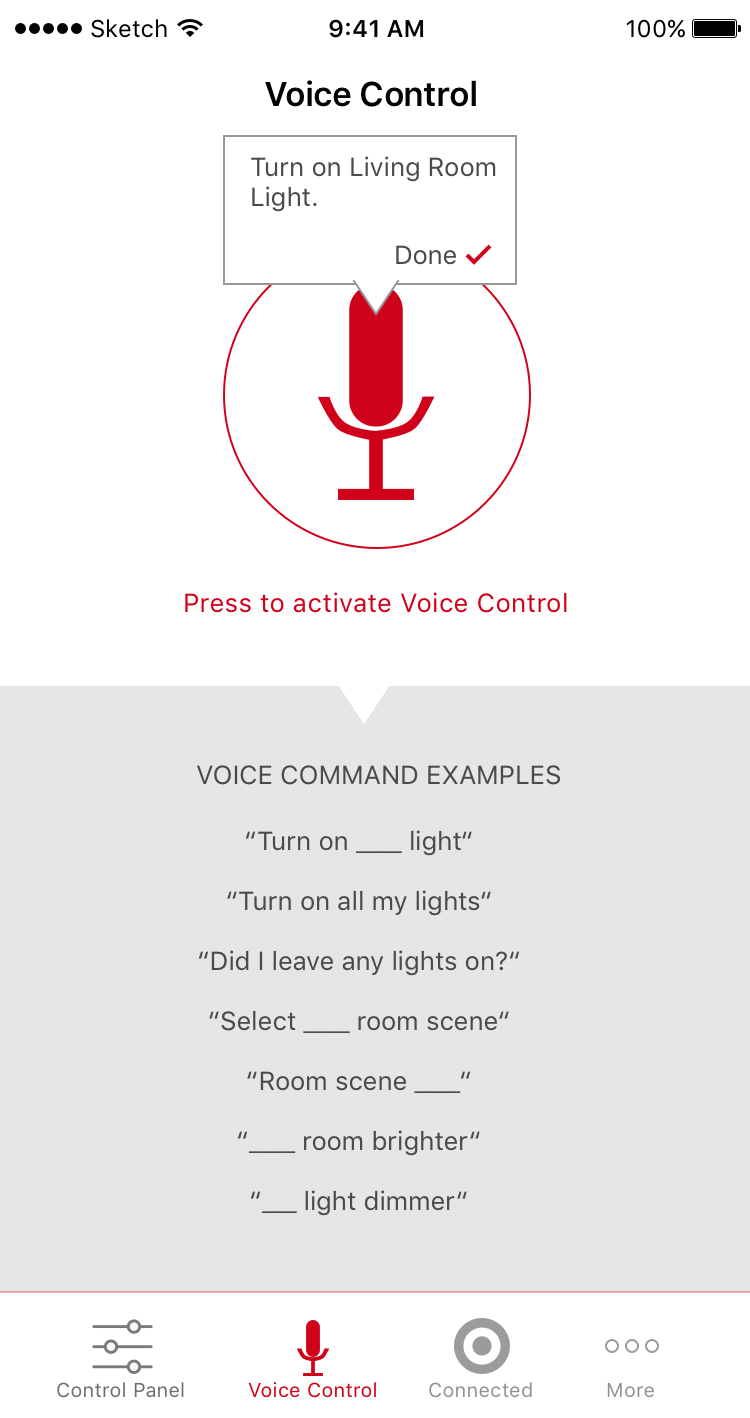 Sketch 9:41 AM 100%
Voice Control
Turn on Living Room
Light.
Done
Press to activate Voice Control
VOICE COMMAND EXAMPLES
“Turn on ____ light“
“Turn on all my lights“
“Did I leave any lights on?“
“Select ____ room scene“
“Room scene ____“
“____ room brighter“
“___ light dimmer“
Control Panel Voice Control Connected More